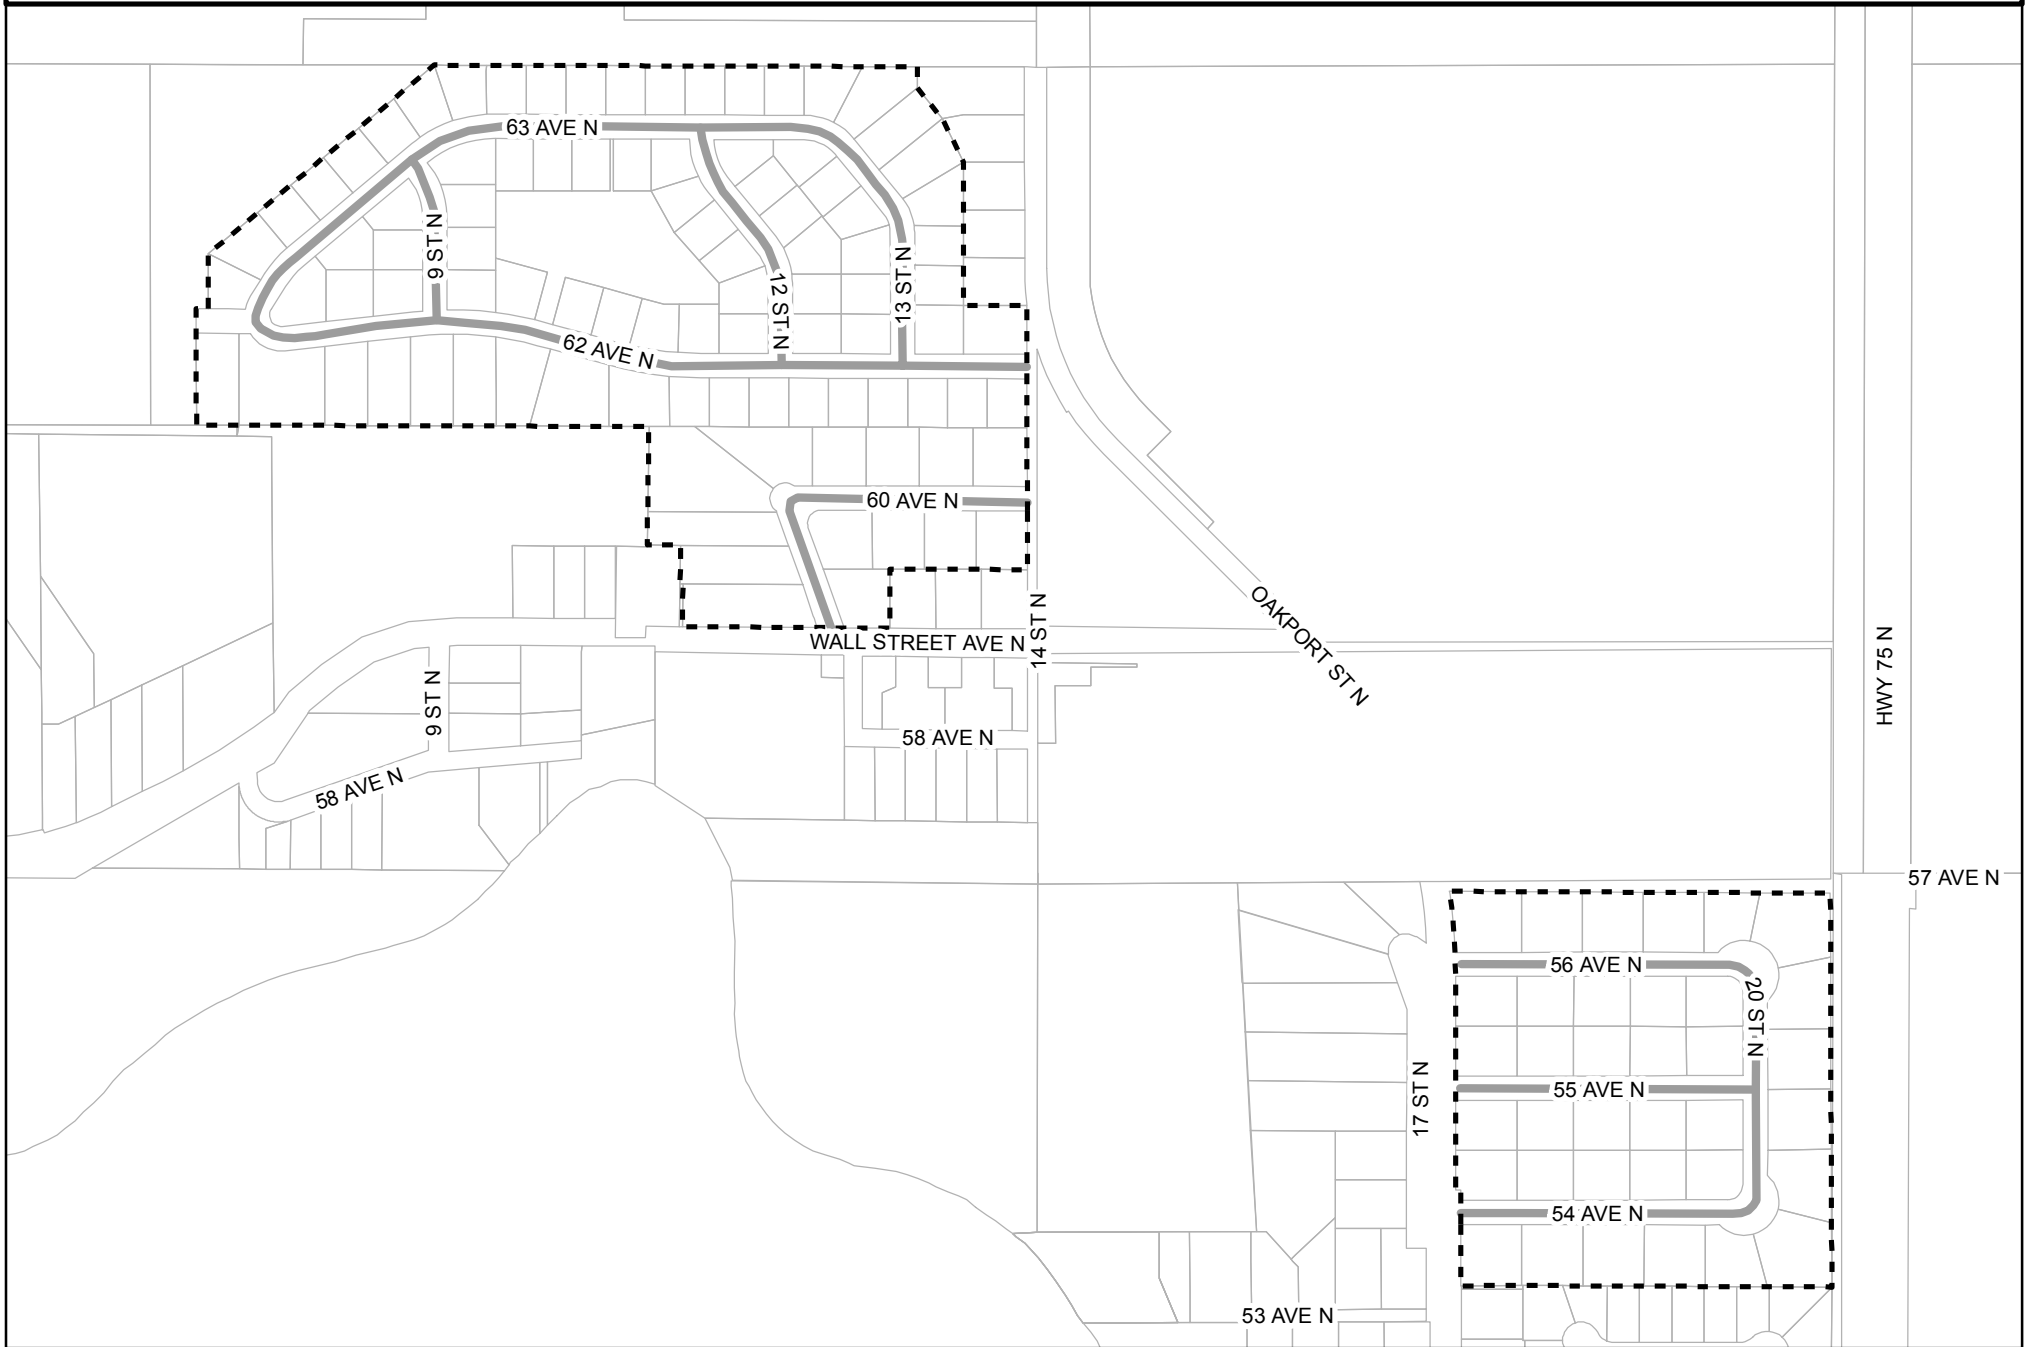 63 AVE N
9 ST N
12 ST N
13 ST N
62 AVE N
60 AVE N
OAKPORT ST N
14 ST N
WALL STREET AVE N
9 ST N
HWY 75 N
58 AVE N
58 AVE N
57 AVE N
56 AVE N
20 ST N
55 AVE N
17 ST N
54 AVE N
53 AVE N